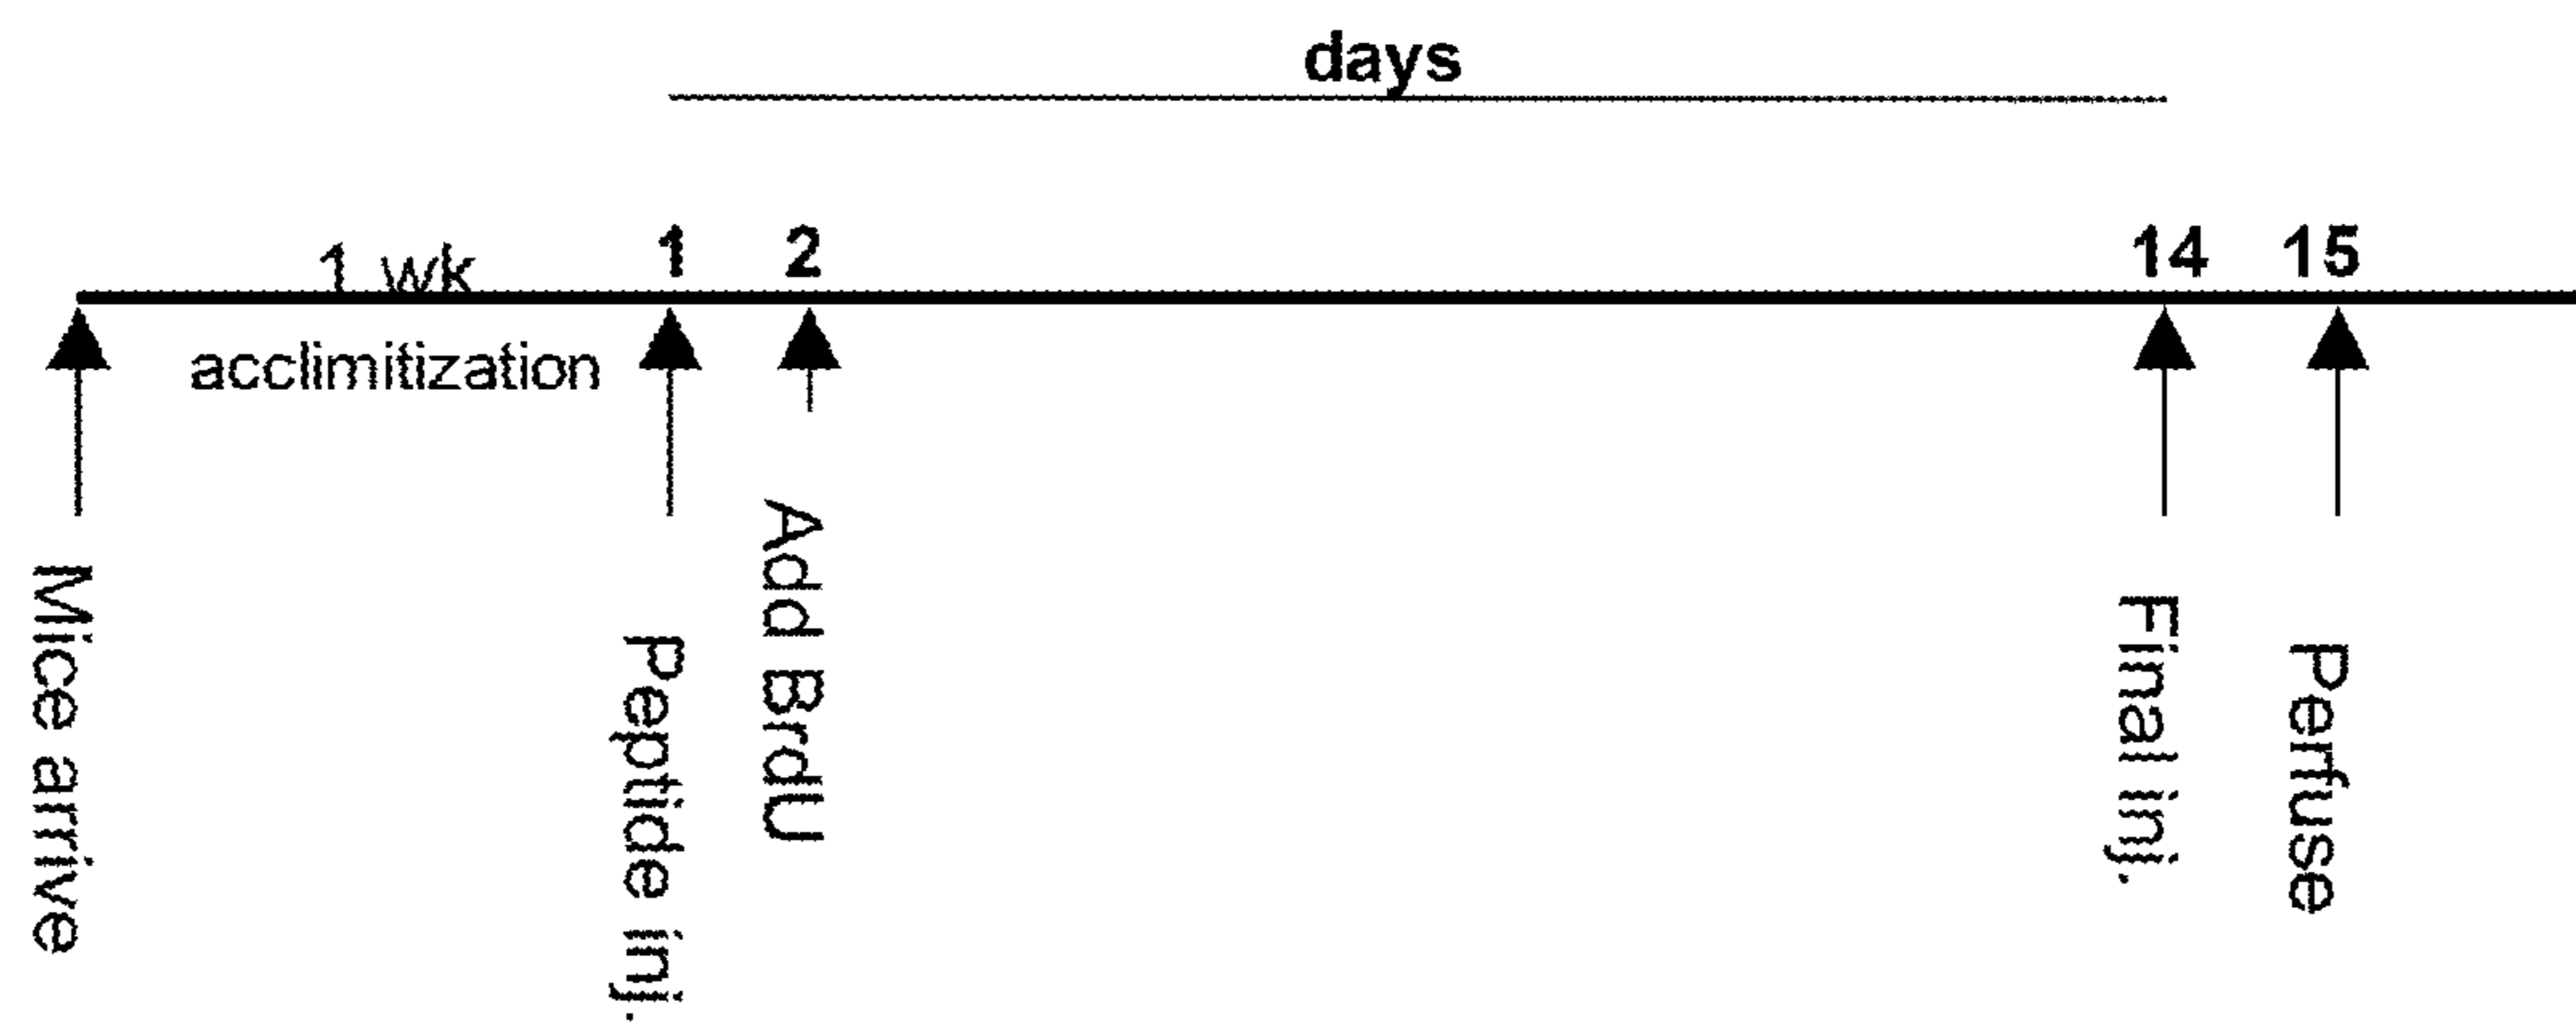 days
1 wk
1
2
14
15
acclimitization
Mice arrive
Peptide inj.
Add BrdU
Final inj.
Perfuse